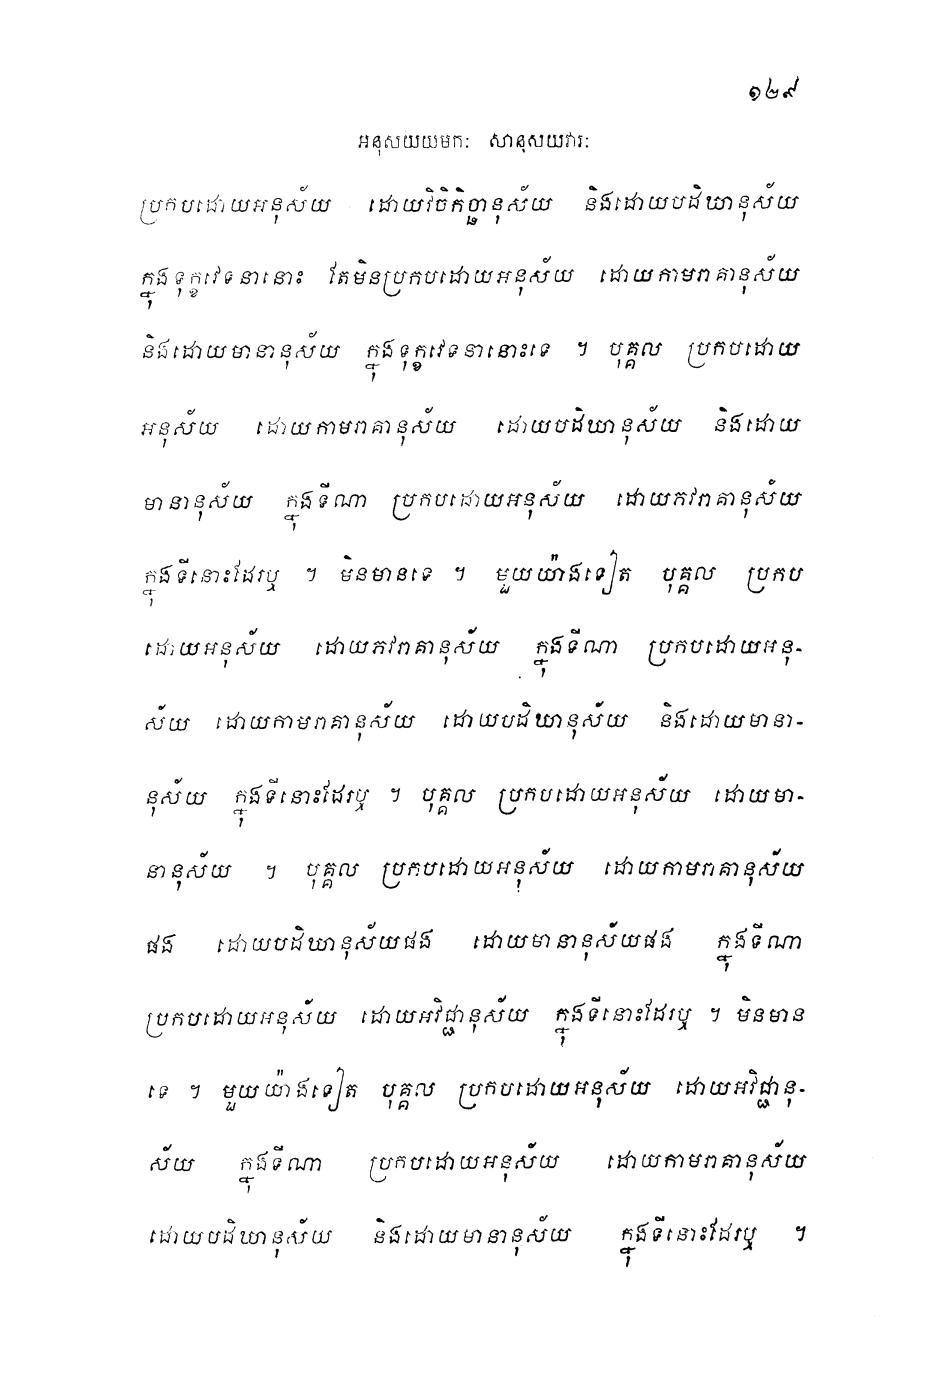 ១២៩
អនុសយយមកៈ សានុសយវារៈ
ប្រកបដោយអនុស័យ ដោយវិចិកិច្ឆានុស័យ និងដោយបដិឃានុស័យ
ក្នុងទុក្ខវេទនានោះ តែមិនប្រកបដោយអនុស័យ ដោយកាមរាគានុស័យ
និងដោយមានានុស័យ ក្នុងទុក្ខវេទនានោះទេ ។ បុគ្គល ប្រកបដោយ
អនុស័យ ដោយកាមរាគានុស័យ ដោយបដិឃានុស័យ និងដោយ
មានានុស័យ ក្នុងទីណា ប្រកបដោយអនុស័យ ដោយភវរាគានុស័យ
ក្នុងទីនោះដែរឬ ។ មិនមានទេ ។ មួយយ៉ាងទៀត បុគ្គល ប្រកប
ដោយអនុស័យ ដោយភវរាគានុស័យ ក្នុងទីណា ប្រកបដោយអនុ-
ស័យ ដោយកាមរាគានុស័យ ដោយបដិឃានុស័យ និងដោយមានា-
នុស័យ ក្នុងទីនោះដែរឬ ។ បុគ្គល ប្រកបដោយអនុស័យ ដោយមា-
នានុស័យ ។ បុគ្គល ប្រកបដោយអនុស័យ ដោយកាមរាគានុស័យ
ផង ដោយបដិឃានុស័យផង ដោយមានានុស័យផង ក្នុងទីណា
ប្រកបដោយអនុស័យ ដោយអវិជ្ជានុស័យ ក្នុងទីនោះដែរឬ ។ មិនមាន
ទេ ។ មួយយ៉ាងទៀត បុគ្គល ប្រកបដោយអនុស័យ ដោយអវិជ្ជានុ-
ស័យ ក្នុងទីណា ប្រកបដោយអនុស័យ ដោយកាមរាគានុស័យ
ដោយបដិឃានុស័យ និងដោយមានានុស័យ ក្នុងទីនោះដែរឬ ។